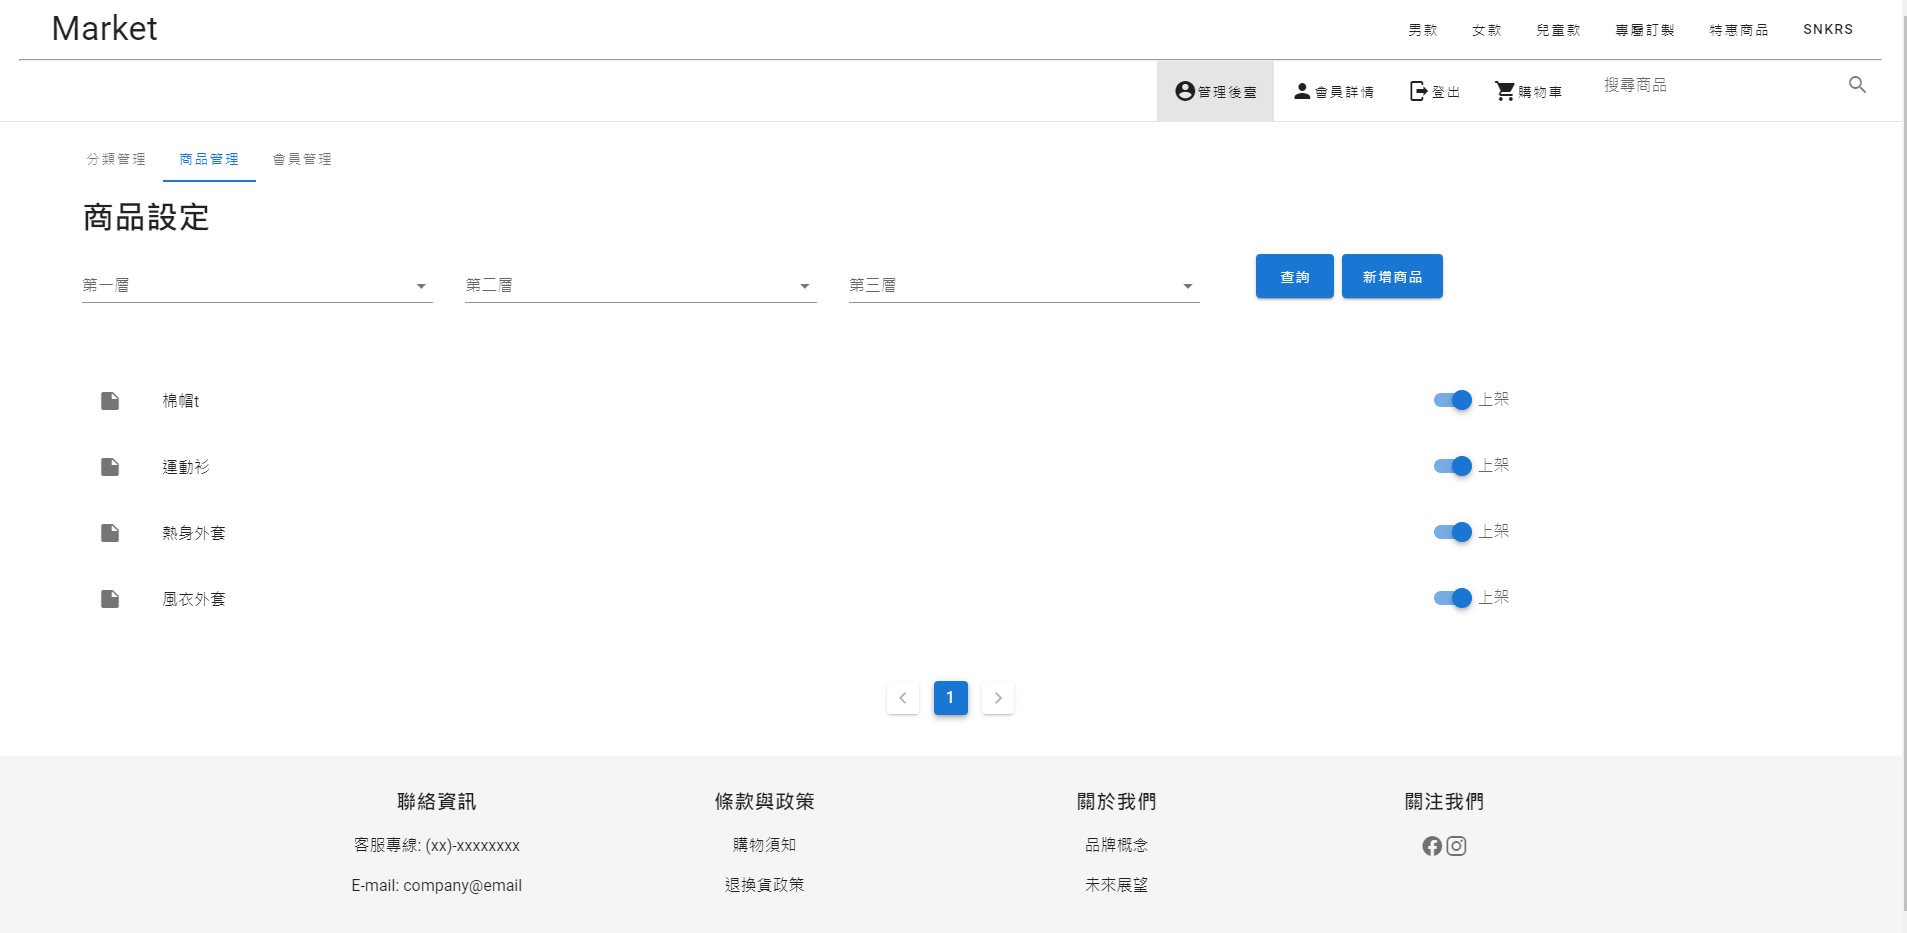 Market
男款 女款 兒童款 專屬訂製 特惠商品 SNKRS
管理後臺 會員詳情 登出 購物車 搜尋商品
分類管理 商品管理 會員管理
商品設定
第一層 第二層 第三層 查詢 新增商品
棉帽t 上架
運動衫 上架
熱身外套 上架
風衣外套 上架
1
聯絡資訊 條款與政策 關於我們 關注我們
客服專線: (xx)-xxxxxxxx 購物須知 品牌概念
E-mail: company@email 退換貨政策 未來展望